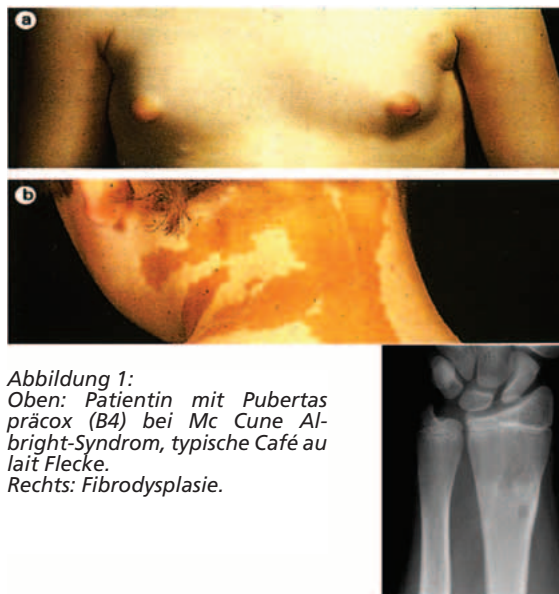 a
b
Abbildung 1:
Oben: Patientin mit Pubertas
präcox (B4) bei Mc Cune Al-
bright-Syndrom, typische Café au
lait Flecke.
Rechts: Fibrodysplasie.